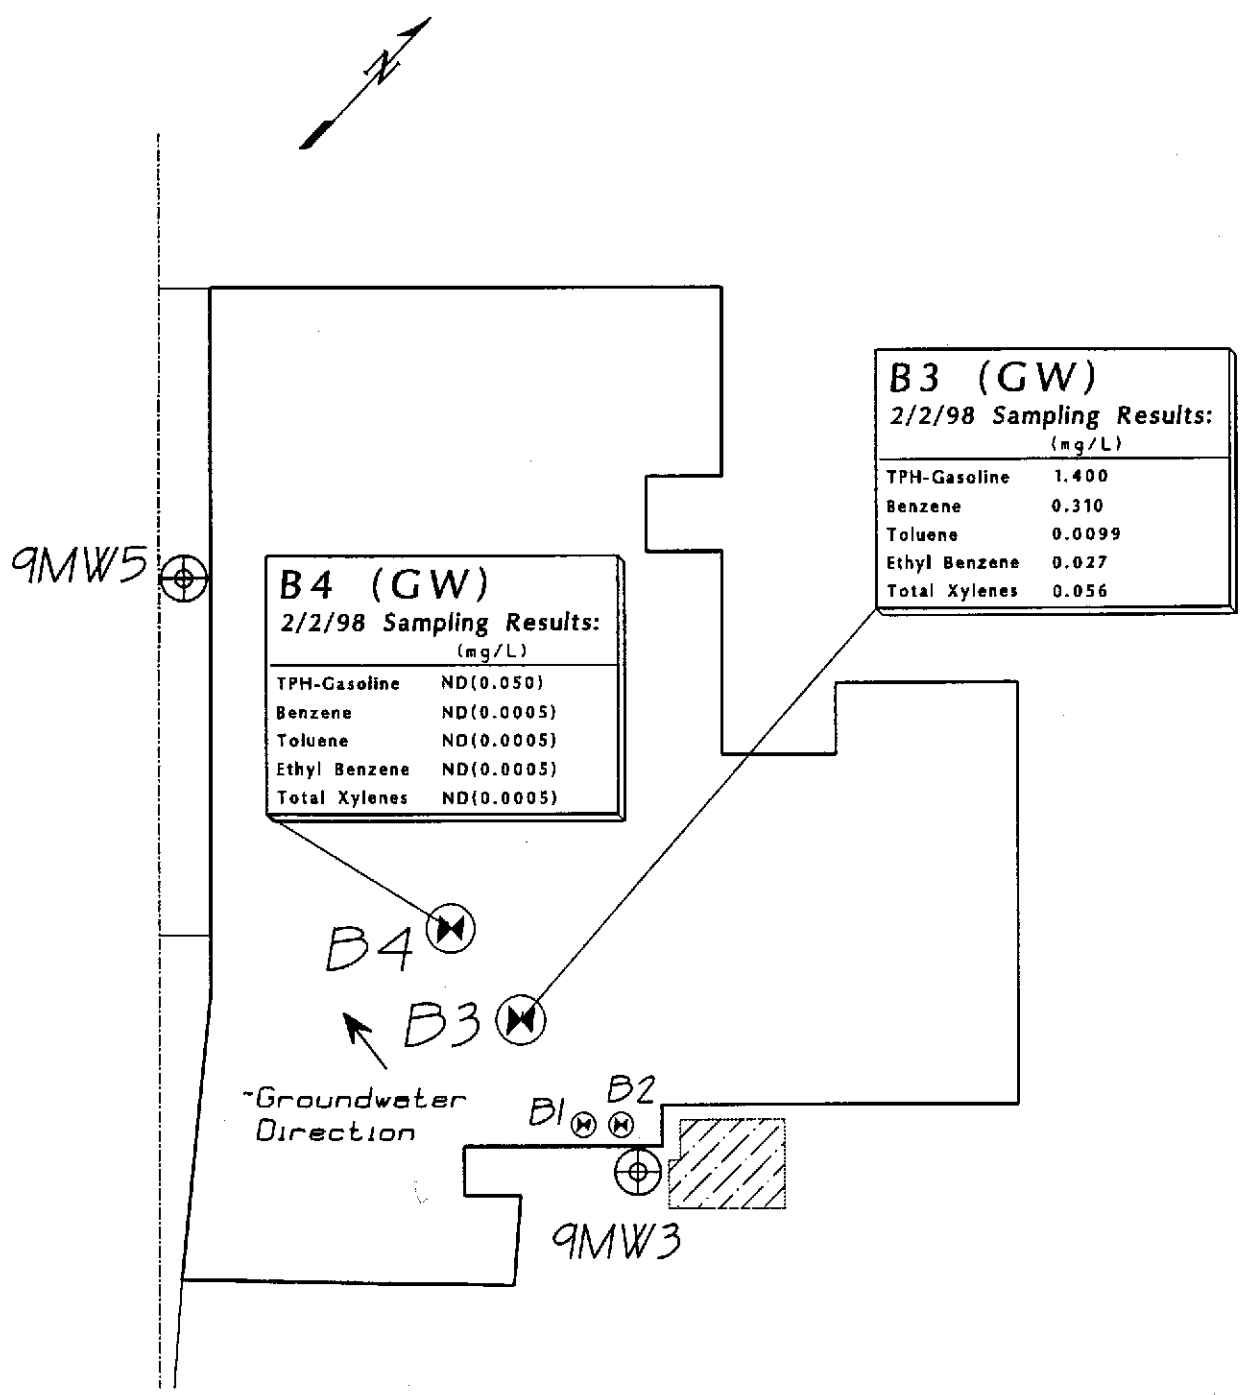 N
B3 (GW)
2/2/98 Sampling Results:
(mg/L)
TPH-Gasoline 1.400
Benzene 0.310
Toluene 0.0099
Ethyl Benzene 0.027
Total Xylenes 0.056
9MW5
B4 (GW)
2/2/98 Sampling Results:
(mg/L)
TPH-Gasoline ND(0.050)
Benzene ND(0.0005)
Toluene ND(0.0005)
Ethyl Benzene ND(0.0005)
Total Xylenes ND(0.0005)
B4
B3
~Groundwater
Direction
B1
B2
9MW3